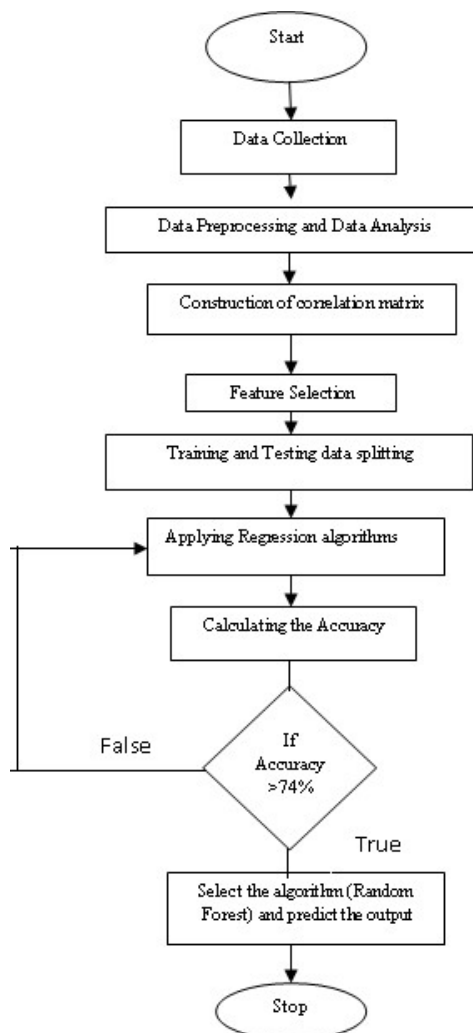 Start
Data Collection
Data Preprocessing and Data Analysis
Construction of correlation matrix
Feature Selection
Training and Testing data splitting
Applying Regression algorithms
Calculating the Accuracy
False
If
Accuracy
>74%
True
Select the algorithm (Random
Forest) and predict the output
Stop